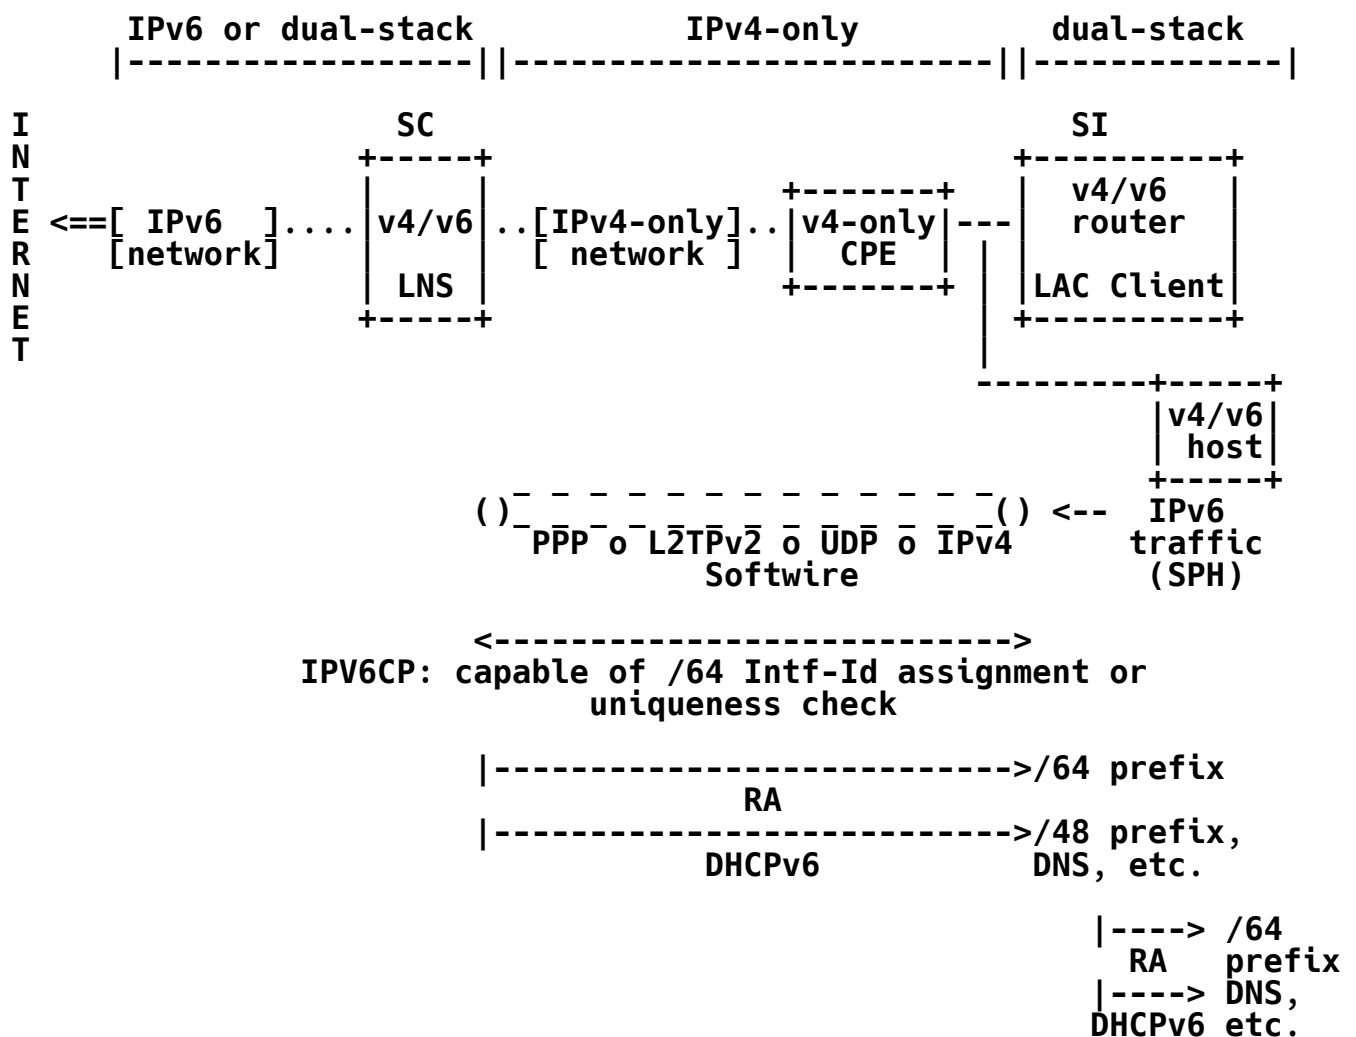 IPv6 or dual-stack           IPv4-only          dual-stack
            |------------------||-------------------------||-------------|

 I                    SC                                 SI
 N                  +-----+                           +----------+
 T                  |     |               +-------+   |  v4/v6   |
 E  <==[ IPv6  ]....|v4/v6|..[IPv4-only]..|v4-only|---|  router  |
 R     [network]    |     |  [ network ]  |  CPE  | | |          |
 N                  | LNS |               +-------+ | |LAC Client|
 E                  +-----+                         | +----------+
 T                                                  |
                                                    ---------+-----+
                                                             |v4/v6|
                                                             | host|
                          _ _ _ _ _ _ _ _ _ _ _ _ _          +-----+
                        ()_ _ _ _ _ _ _ _ _ _ _ _ _() <--  IPv6
                           PPP o L2TPv2 o UDP o IPv4      traffic
                                    Softwire               (SPH)

                        <--------------------------->
               IPV6CP: capable of /64 Intf-Id assignment or
                              uniqueness check

                        |--------------------------->/64 prefix
                                      RA
                        |--------------------------->/48 prefix,
                                    DHCPv6           DNS, etc.

                                                        |----> /64
                                                          RA   prefix
                                                        |----> DNS,
                                                        DHCPv6 etc.